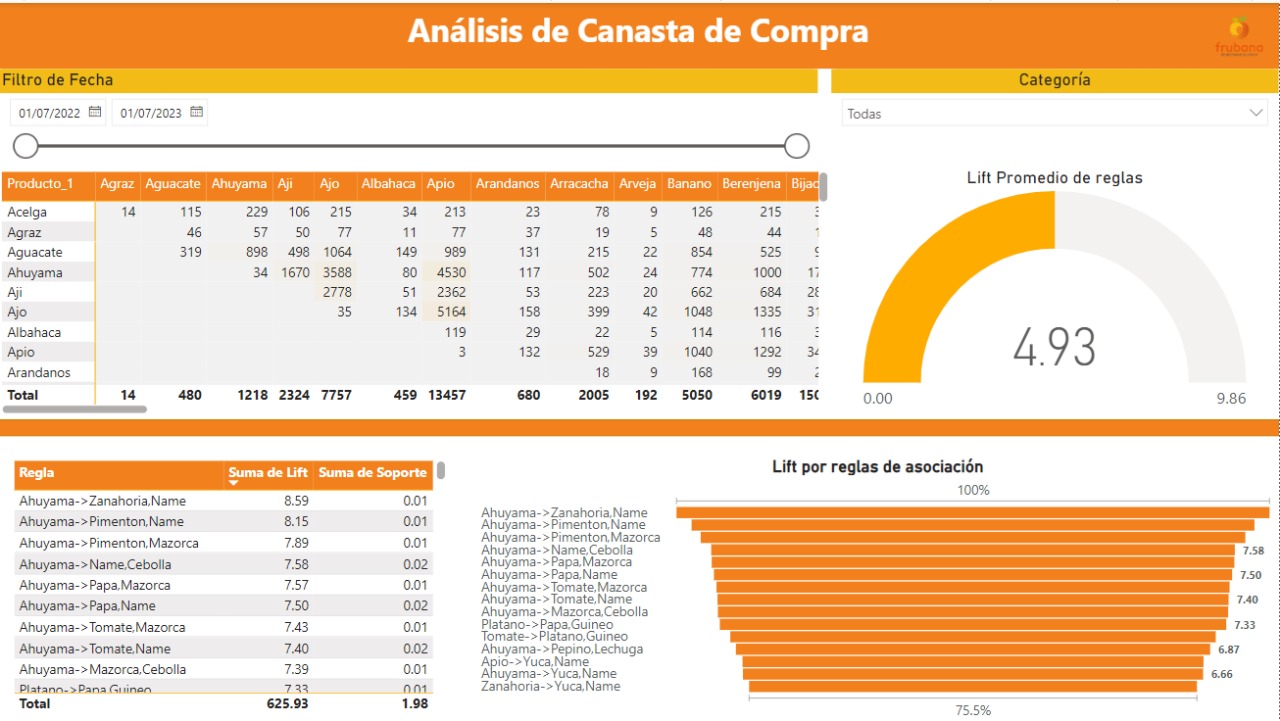 Análisis de Canasta de Compra
frubana
Filtro de Fecha
Categoría
01/07/2022 01/07/2023
Todas
Producto_1 Agraz Aguacate Ahuyama Aji Ajo Albahaca Apio Arandanos Arracacha Arveja Banano Berenjena Bijac
Acelga 14 115 229 106 215 34 213 23 78 9 126 215
Agraz 46 57 50 77 11 77 37 19 5 48 44
Aguacate 319 898 498 1064 149 989 131 215 22 854 525
Ahuyama 34 1670 3588 80 4530 117 502 24 774 1000 17
Aji 2778 51 2362 53 223 20 662 684 28
Ajo 35 134 5164 158 399 42 1048 1335 31
Albahaca 119 29 22 5 114 116
Apio 3 132 529 39 1040 1292 34
Arandanos 18 9 168 99
Total 14 480 1218 2324 7757 459 13457 680 2005 192 5050 6019 150
Lift Promedio de reglas
4.93
0.00 9.86
Regla Suma de Lift Suma de Soporte
Ahuyama->Zanahoria,Name 8.59 0.01
Ahuyama->Pimenton,Name 8.15 0.01
Ahuyama->Pimenton,Mazorca 7.89 0.01
Ahuyama->Name,Cebolla 7.58 0.02
Ahuyama->Papa,Mazorca 7.57 0.01
Ahuyama->Papa,Name 7.50 0.02
Ahuyama->Tomate,Mazorca 7.43 0.01
Ahuyama->Tomate,Name 7.40 0.02
Ahuyama->Mazorca,Cebolla 7.39 0.01
Platano->Papa,Guineo 7.33 0.01
Total 625.93 1.98
Lift por reglas de asociación
100%
Ahuyama->Zanahoria,Name
Ahuyama->Pimenton,Name
Ahuyama->Pimenton,Mazorca
Ahuyama->Name,Cebolla 7.58
Ahuyama->Papa,Mazorca
Ahuyama->Papa,Name 7.50
Ahuyama->Tomate,Mazorca
Ahuyama->Tomate,Name 7.40
Ahuyama->Mazorca,Cebolla
Platano->Papa,Guineo 7.33
Tomate->Platano,Guineo
Ahuyama->Pepino,Lechuga 6.87
Apio->Yuca,Name
Ahuyama->Yuca,Name 6.66
Zanahoria->Yuca,Name
75.5%